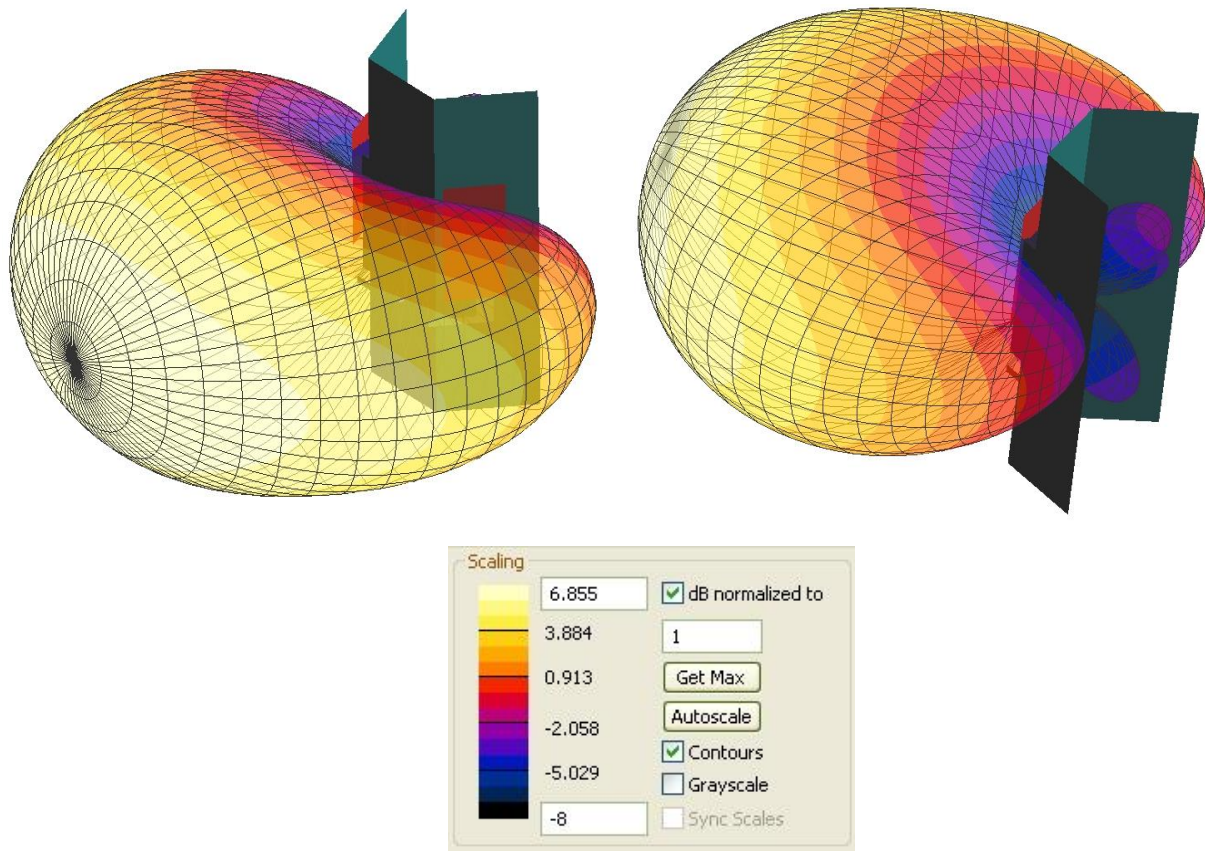 Scaling
6.855
dB normalized to
3.884
1
0.913
Get Max
-2.058
Autoscale
Contours
-5.029
Grayscale
-8
Sync Scales